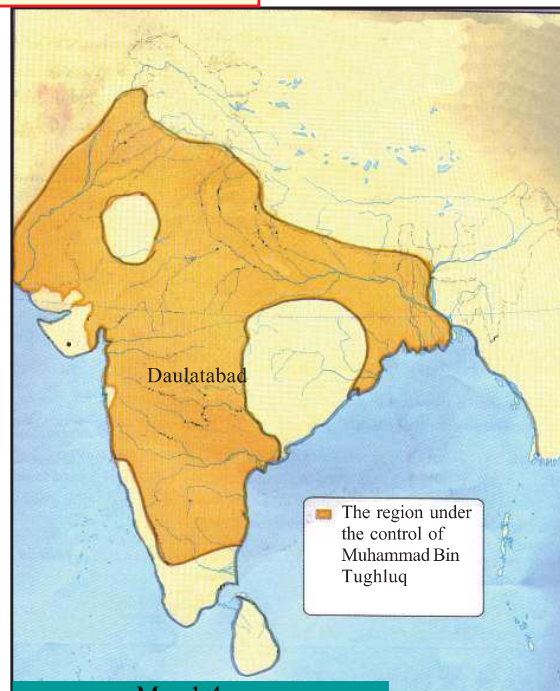 Daulatabad
The region under
the control of
Muhammad Bin
Tughluq